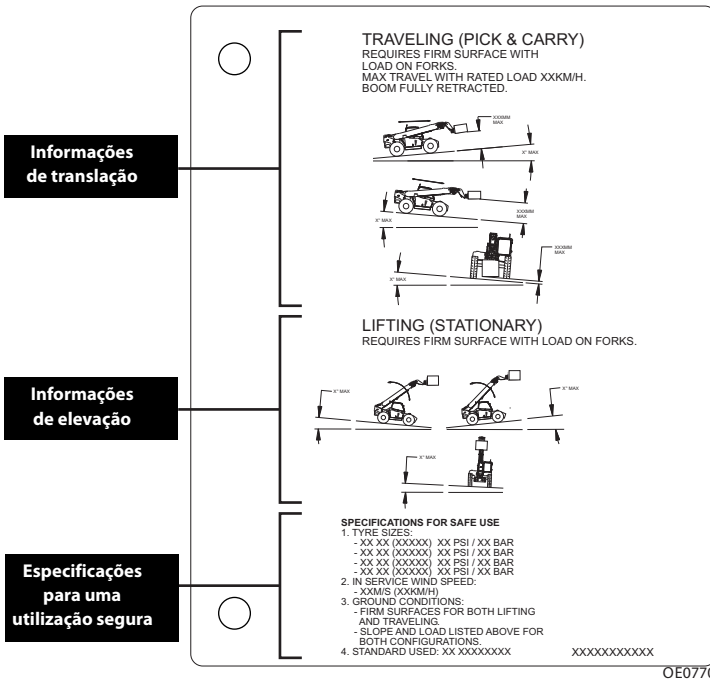 TRAVELING (PICK & CARRY)
REQUIRES FIRM SURFACE WITH
LOAD ON FORKS.
MAX TRAVEL WITH RATED LOAD XXKM/H.
BOOM FULLY RETRACTED.
XXXMM
MAX
X° MAX
Informações
de translação
X° MAX
XXXMM
MAX
XXXMM
MAX
X° MAX
LIFTING (STATIONARY)
REQUIRES FIRM SURFACE WITH LOAD ON FORKS.
X° MAX
X° MAX
Informações
de elevação
X° MAX
SPECIFICATIONS FOR SAFE USE
1. TYRE SIZES:
- XX XX (XXXXX) XX PSI / XX BAR
- XX XX (XXXXX) XX PSI / XX BAR
- XX XX (XXXXX) XX PSI / XX BAR
- XX XX (XXXXX) XX PSI / XX BAR
2. IN SERVICE WIND SPEED:
- XXM/S (XXKM/H)
3. GROUND CONDITIONS:
- FIRM SURFACES FOR BOTH LIFTING
AND TRAVELING.
- SLOPE AND LOAD LISTED ABOVE FOR
BOTH CONFIGURATIONS.
4. STANDARD USED: XX XXXXXXXX XXXXXXXXXXX
Especificações
para uma
utilização segura
OE0770